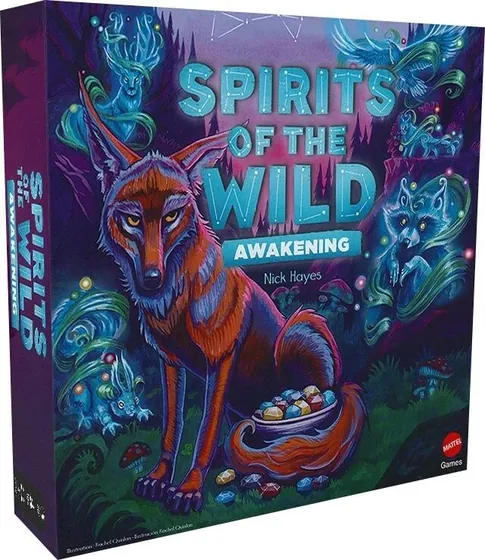 SPIRITS
OF THE
WILD
AWAKENING
Nick Hayes
SPIRITS
OF THE
WILD
AWAKENING
MATTEL
Games